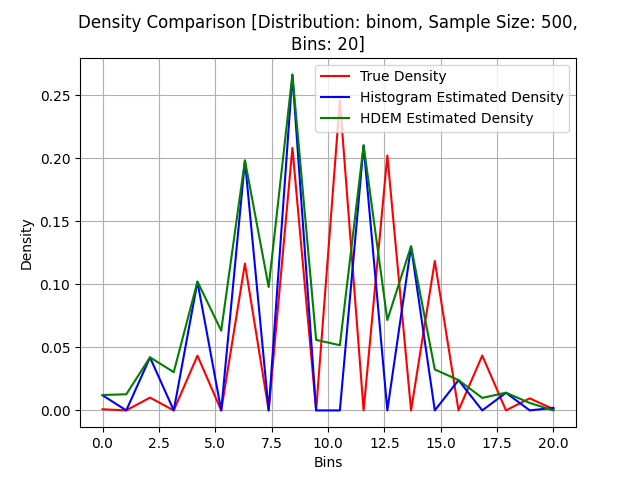 Density Comparison [Distribution: binom, Sample Size: 500,
Bins: 20]
True Density
Histogram Estimated Density
HDEM Estimated Density
Density
0.25
0.20
0.15
0.10
0.05
0.00
0.0 2.5 5.0 7.5 10.0 12.5 15.0 17.5 20.0
Bins